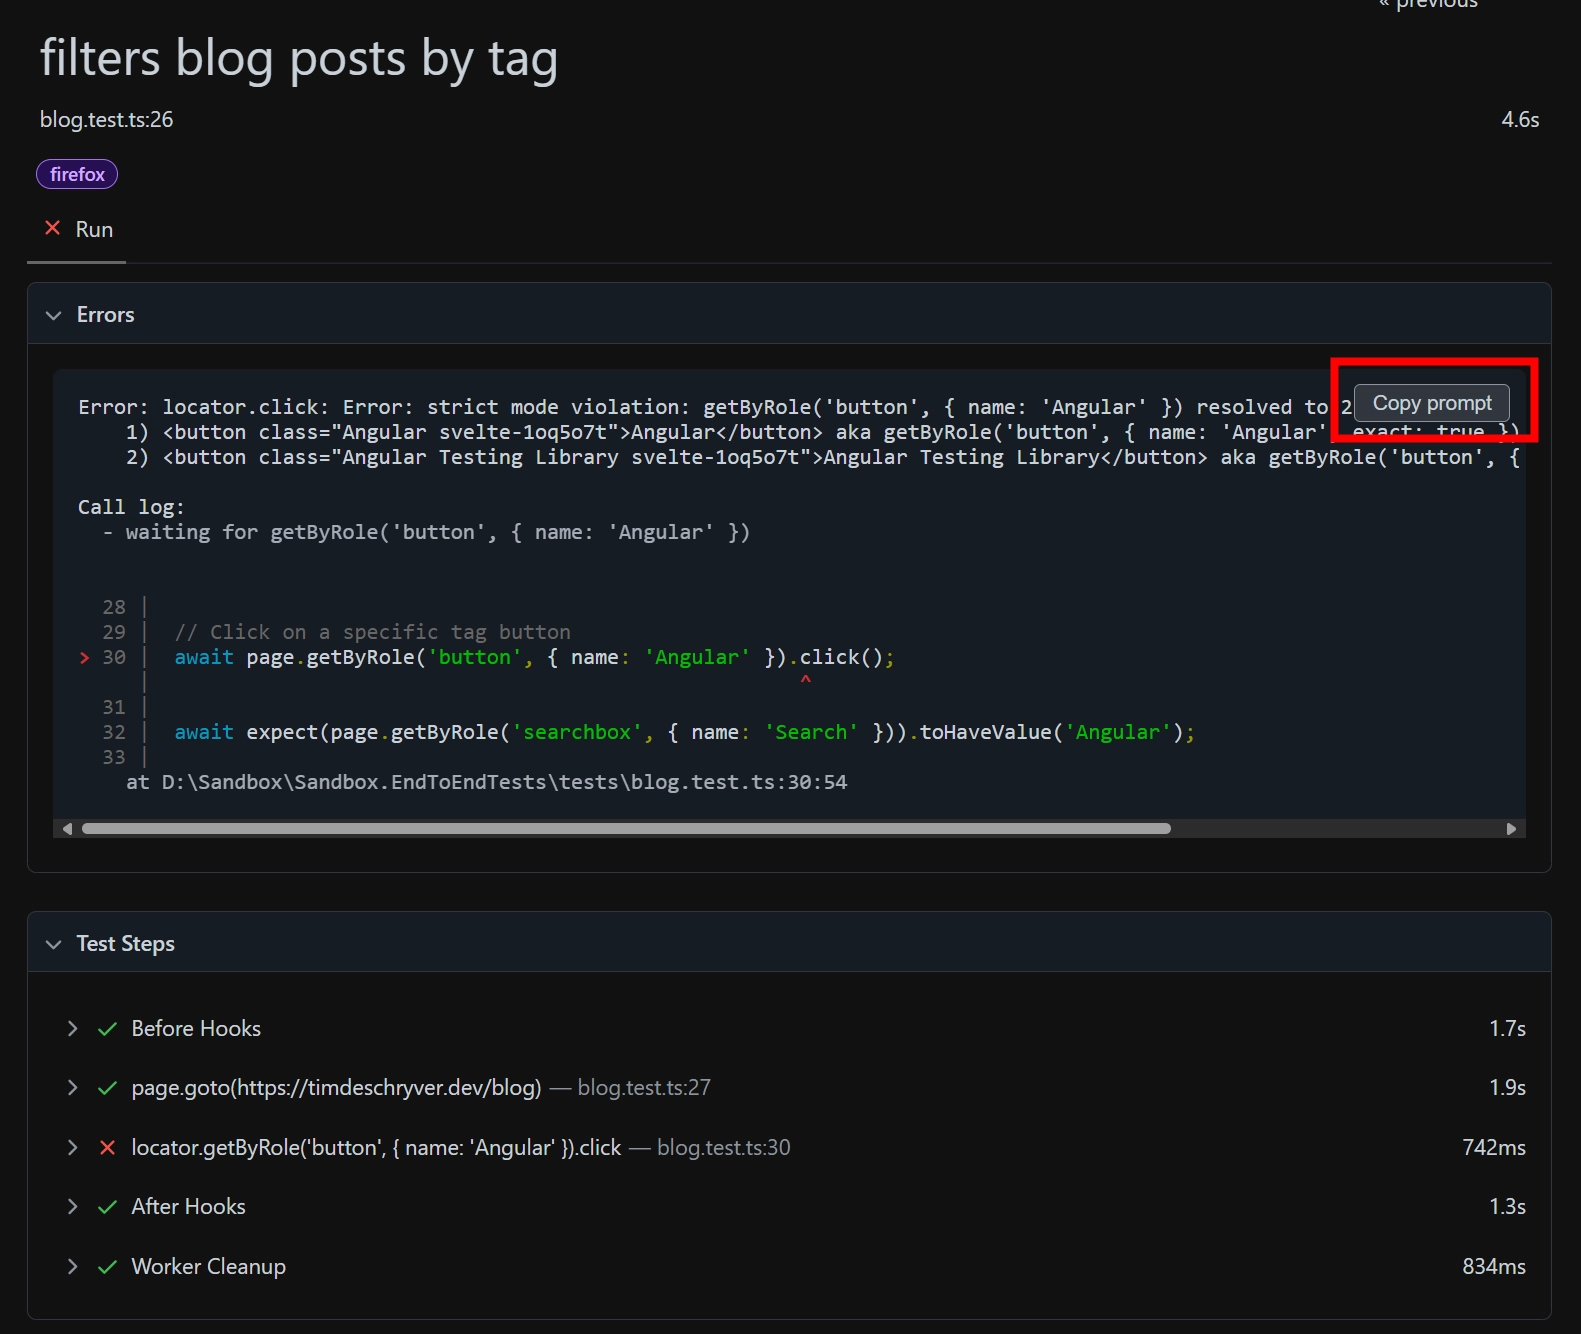 « previous
filters blog posts by tag
blog.test.ts:26
4.6s
firefox
Run
Errors
Copy prompt
Error: locator.click: Error: strict mode violation: getByRole('button', { name: 'Angular' }) resolved to 2
1) <button class="Angular svelte-1oq5o7t">Angular</button> aka getByRole('button', { name: 'Angular', exact: true })
2) <button class="Angular Testing Library svelte-1oq5o7t">Angular Testing Library</button> aka getByRole('button', {
Call log:
- waiting for getByRole('button', { name: 'Angular' })
28 |
29 | // Click on a specific tag button
> 30 | await page.getByRole('button', { name: 'Angular' }).click();
| ^
31 |
32 | await expect(page.getByRole('searchbox', { name: 'Search' })).toHaveValue('Angular');
33 |
at D:\Sandbox\Sandbox.EndToEndTests\tests\blog.test.ts:30:54
Test Steps
Before Hooks 1.7s
page.goto(https://timdeschryver.dev/blog) — blog.test.ts:27 1.9s
locator.getByRole('button', { name: 'Angular' }).click — blog.test.ts:30 742ms
After Hooks 1.3s
Worker Cleanup 834ms